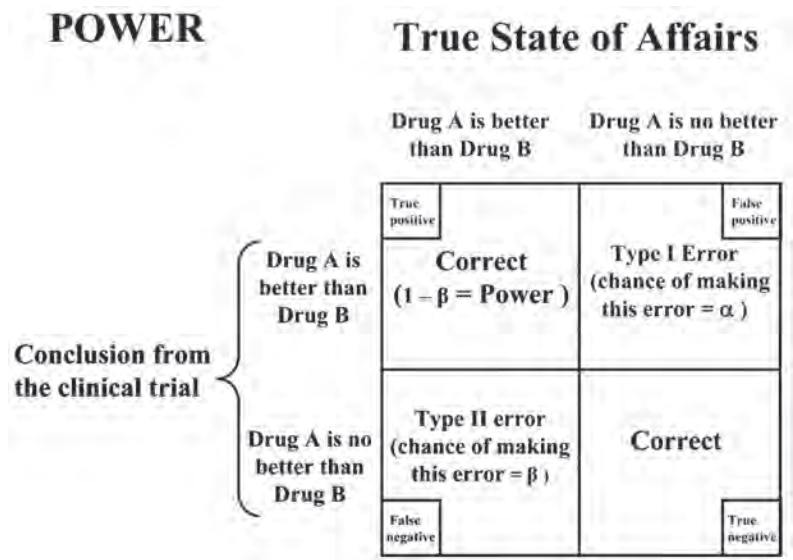 POWER
True State of Affairs
Drug A is better
than Drug B
Drug A is no better
than Drug B
True
positive
False
positive
Drug A is
better than
Drug B
Correct
(1 – β = Power )
Type I Error
(chance of making
this error = α )
Conclusion from
the clinical trial
Drug A is no
better than
Drug B
Type II error
(chance of making
this error = β )
Correct
False
negative
True
negative